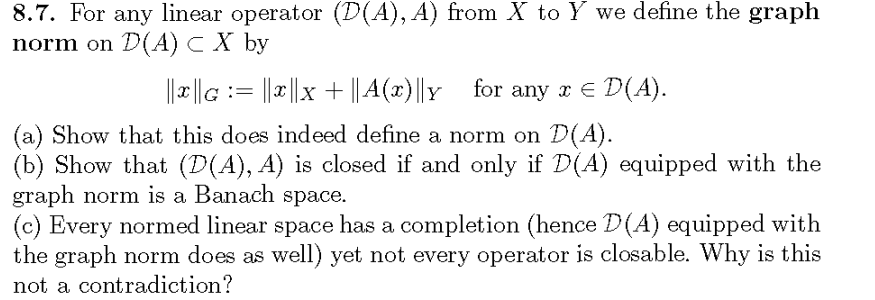 8.7. For any linear operator (𝒟(A), A) from X to Y we define the graph
norm on 𝒟(A) ⊂ X by
‖x‖_G := ‖x‖_X + ‖A(x)‖_Y for any x ∈ 𝒟(A).
(a) Show that this does indeed define a norm on 𝒟(A).
(b) Show that (𝒟(A), A) is closed if and only if 𝒟(A) equipped with the
graph norm is a Banach space.
(c) Every normed linear space has a completion (hence 𝒟(A) equipped with
the graph norm does as well) yet not every operator is closable. Why is this
not a contradiction?